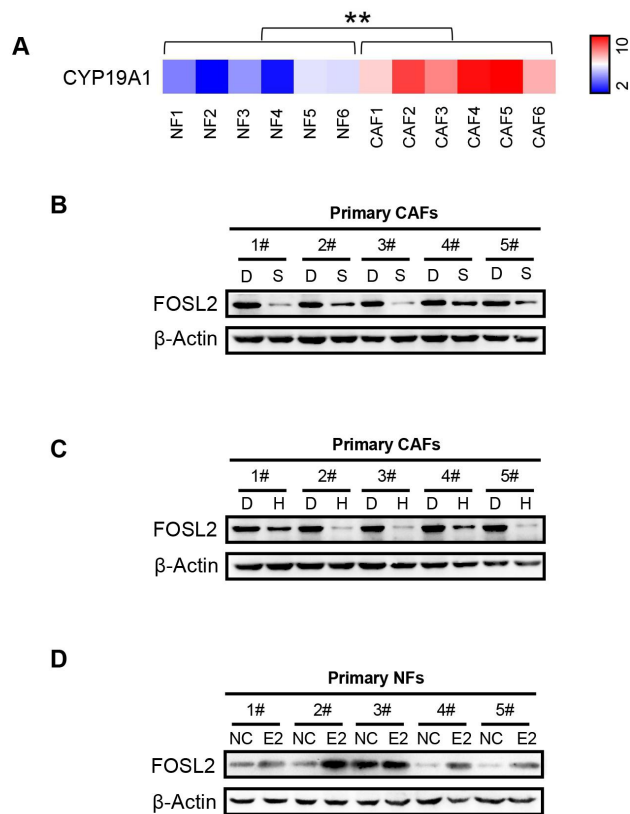 **
A
10
2
CYP19A1
NF1 NF2 NF3 NF4 NF5 NF6 CAF1 CAF2 CAF3 CAF4 CAF5 CAF6
B
Primary CAFs
1# 2# 3# 4# 5#
D S D S D S D S D S
FOSL2
β-Actin
C
Primary CAFs
1# 2# 3# 4# 5#
D H D H D H D H D H
FOSL2
β-Actin
D
Primary NFs
1# 2# 3# 4# 5#
NC E2 NC E2 NC E2 NC E2 NC E2
FOSL2
β-Actin